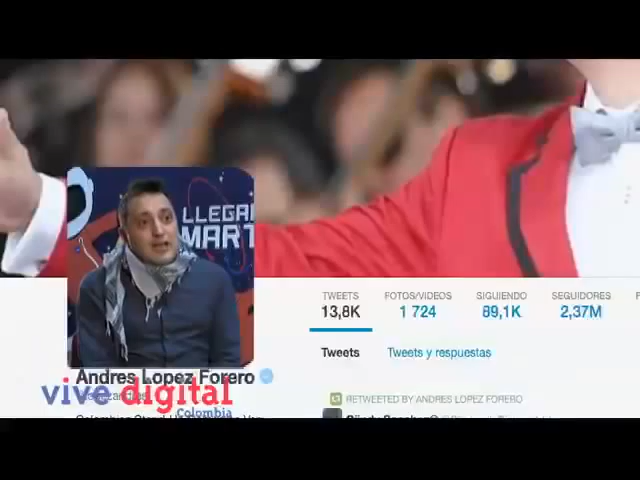 LLEGA
MART
TWEETS FOTOS/VIDEOS SIGUIENDO SEGUIDORES
13,8K 1 724 89,1K 2,37M
Tweets Tweets y respuestas
Andres Lopez Forero
vive digital
Colombia
RETWEETED BY ANDRES LOPEZ FORERO